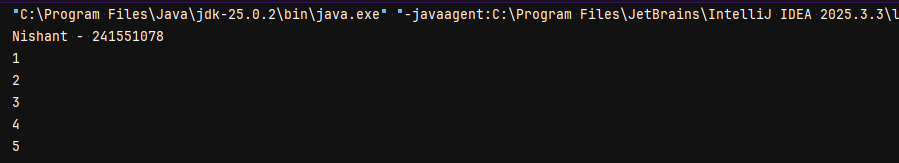 "C:\Program Files\Java\jdk-25.0.2\bin\java.exe" "-javaagent:C:\Program Files\JetBrains\IntelliJ IDEA 2025.3.3\l
Nishant - 241551078
1
2
3
4
5